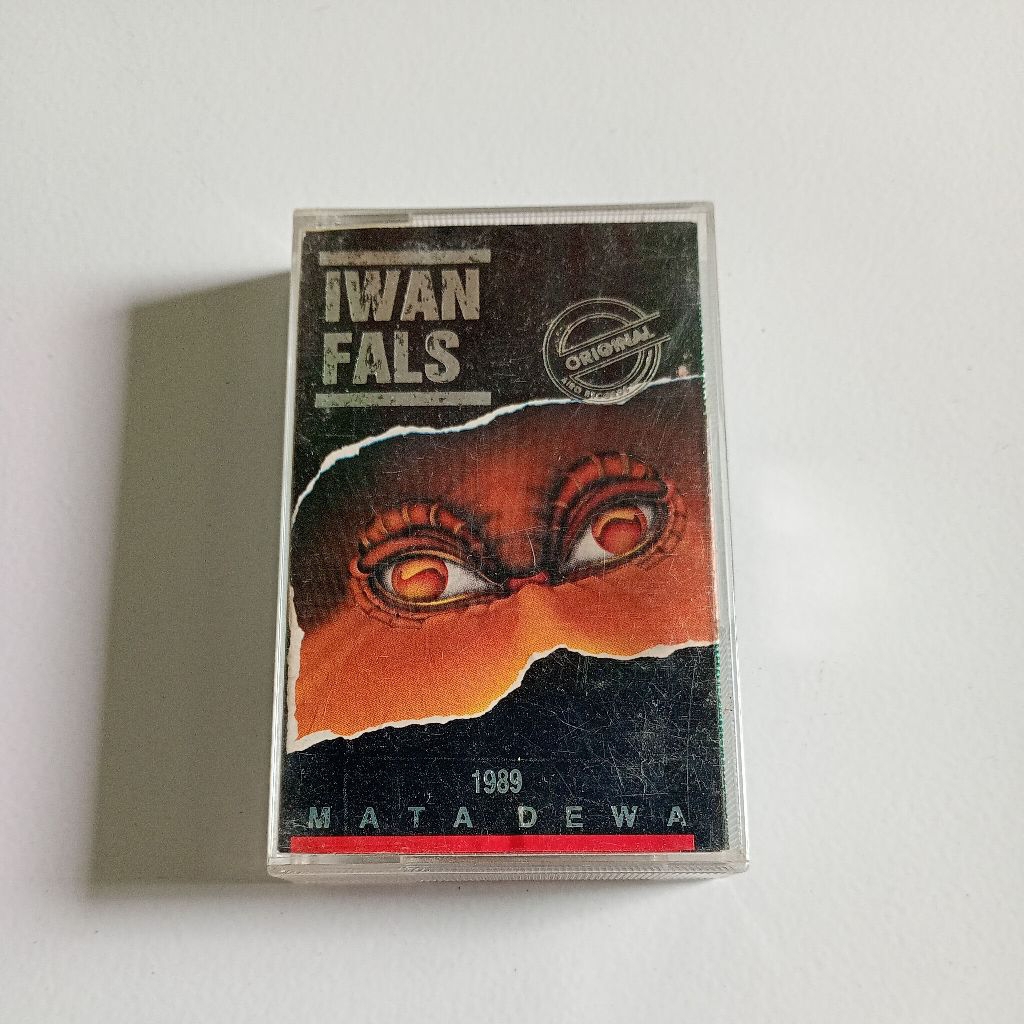 IWAN
FALS
ORIGINAL
1989
MATA DEWA